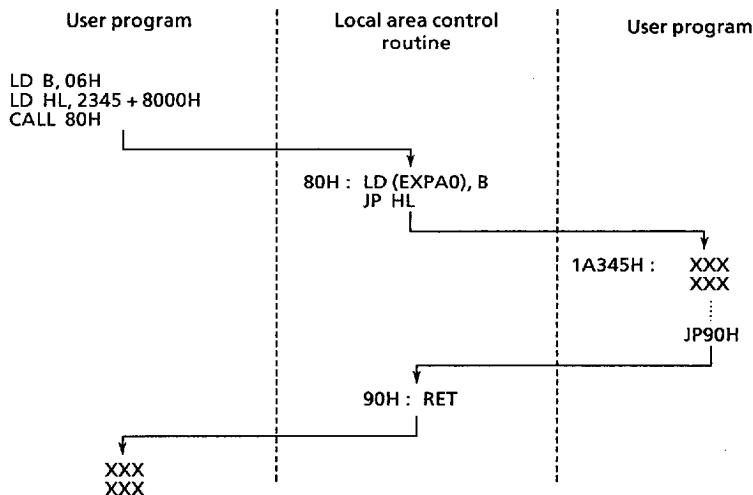 User program
Local area control
routine
User program
LD B, 06H
LD HL, 2345 + 8000H
CALL 80H
80H : LD (EXPA0), B
JP HL
1A345H : XXX
XXX
JP90H
90H : RET
XXX
XXX